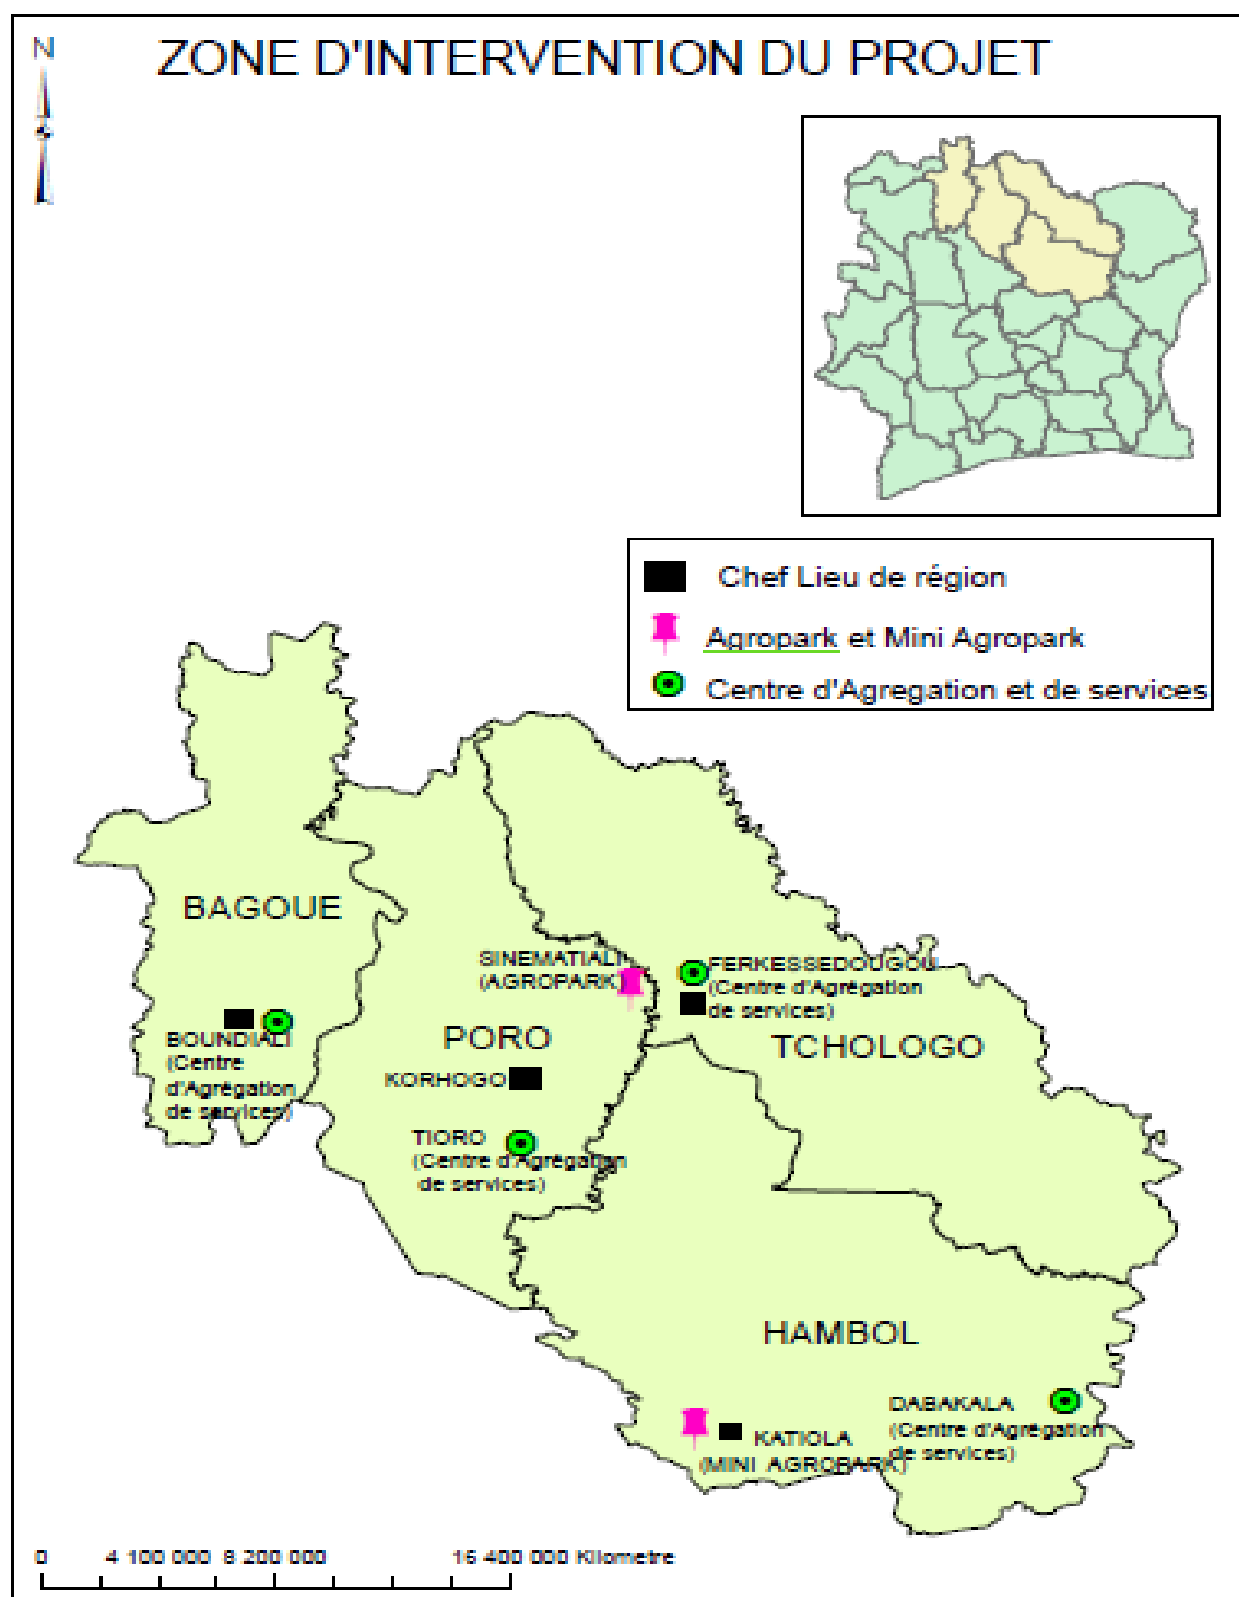 N
ZONE D'INTERVENTION DU PROJET
Chef Lieu de région
Agropark et Mini Agropark
Centre d'Agregation et de services
BAGOUE
SINEMATIALI
(AGROPARK)
FERKESSEDOUGOU
(Centre d'Agrégation
de services)
BOUNDIALI
(Centre
d'Agrégation
de services)
PORO
TCHOLOGO
KORHOGO
TIORO
(Centre d'Agrégation
de services)
HAMBOL
DABAKALA
(Centre d'Agrégation
de services)
KATIOLA
(MINI AGROPARK)
0 4 100 000 8 200 000 16 400 000 Kilometre